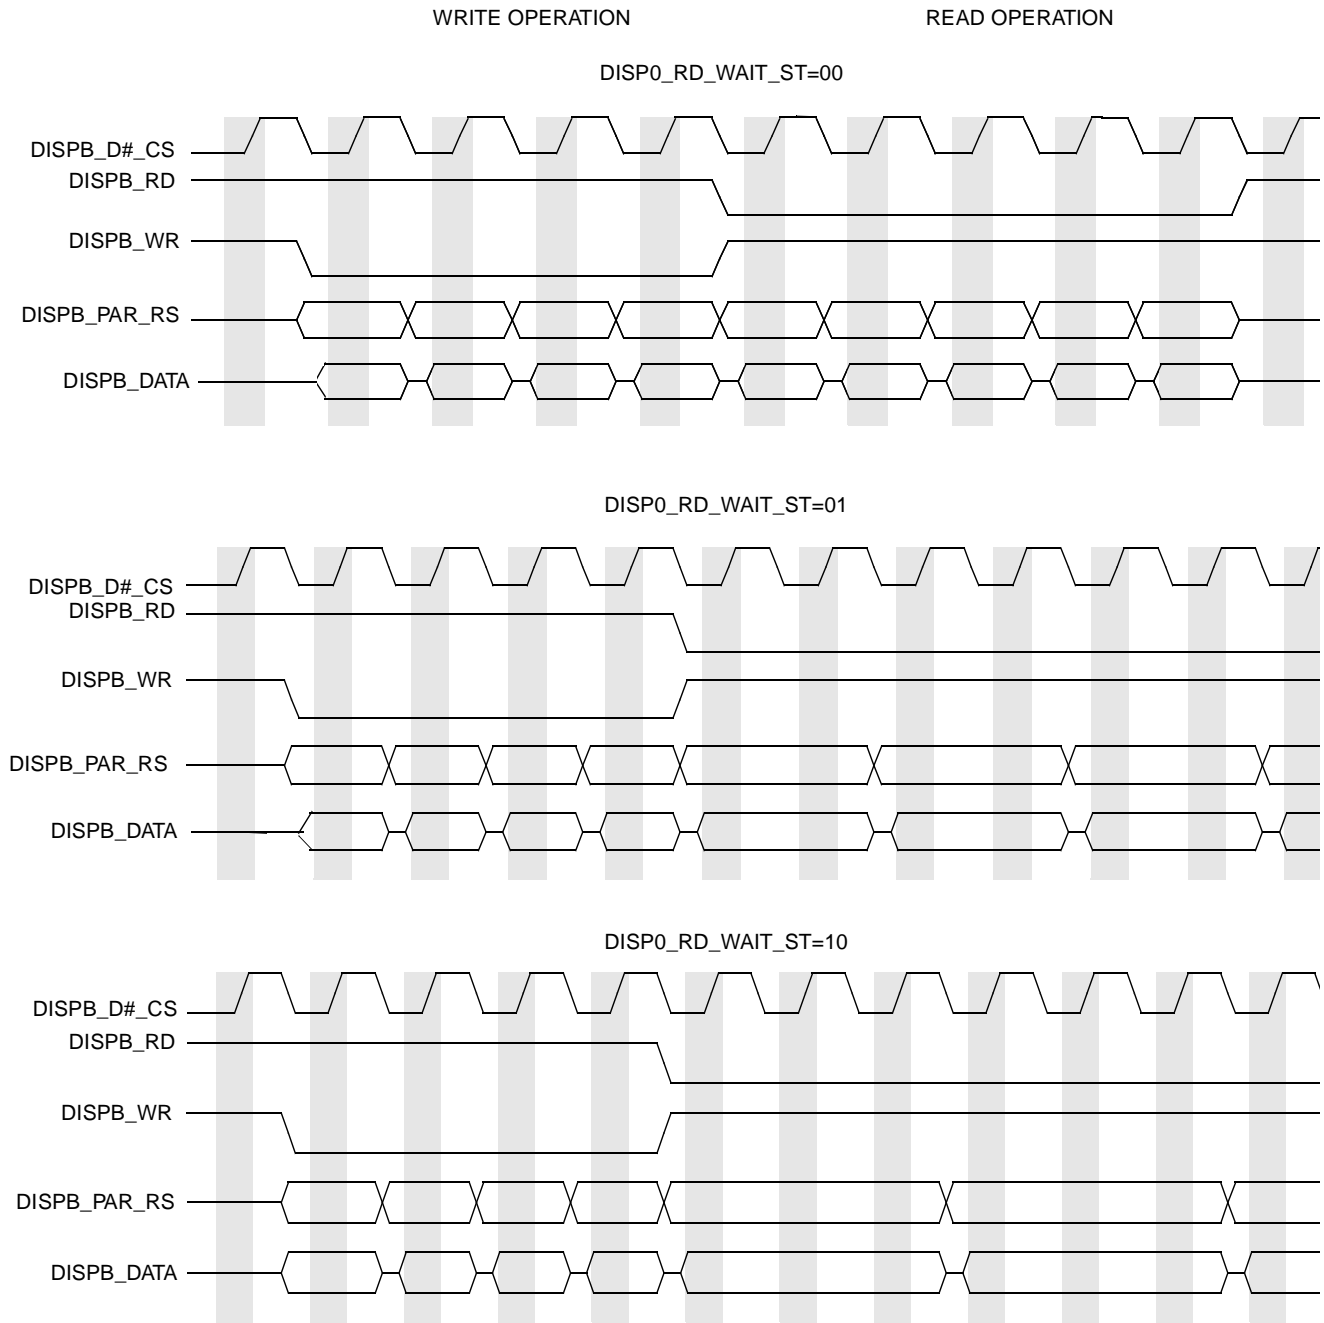 WRITE OPERATION
READ OPERATION
DISP0_RD_WAIT_ST=00
DISPB_D#_CS
DISPB_RD
DISPB_WR
DISPB_PAR_RS
DISPB_DATA
DISP0_RD_WAIT_ST=01
DISPB_D#_CS
DISPB_RD
DISPB_WR
DISPB_PAR_RS
DISPB_DATA
DISP0_RD_WAIT_ST=10
DISPB_D#_CS
DISPB_RD
DISPB_WR
DISPB_PAR_RS
DISPB_DATA